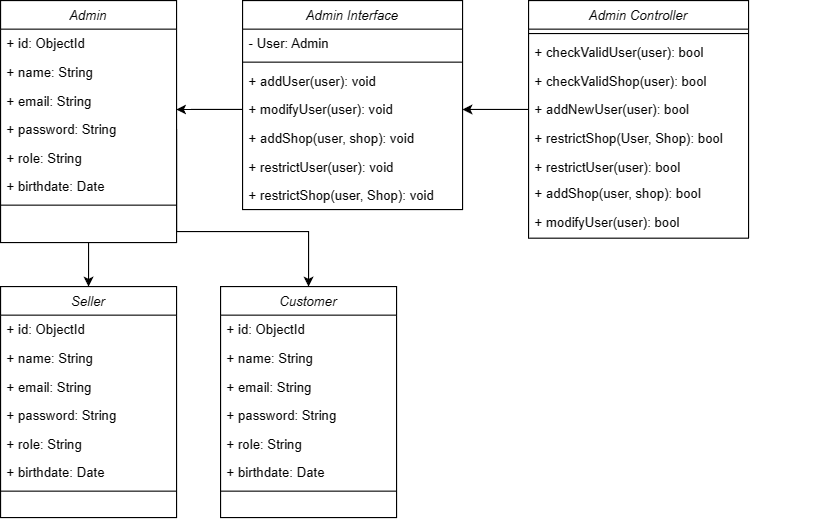 Admin
+ id: ObjectId
+ name: String
+ email: String
+ password: String
+ role: String
+ birthdate: Date
Admin Interface
- User: Admin
+ addUser(user): void
+ modifyUser(user): void
+ addShop(user, shop): void
+ restrictUser(user): void
+ restrictShop(user, Shop): void
Admin Controller
+ checkValidUser(user): bool
+ checkValidShop(user): bool
+ addNewUser(user): bool
+ restrictShop(User, Shop): bool
+ restrictUser(user): bool
+ addShop(user, shop): bool
+ modifyUser(user): bool
Seller
+ id: ObjectId
+ name: String
+ email: String
+ password: String
+ role: String
+ birthdate: Date
Customer
+ id: ObjectId
+ name: String
+ email: String
+ password: String
+ role: String
+ birthdate: Date